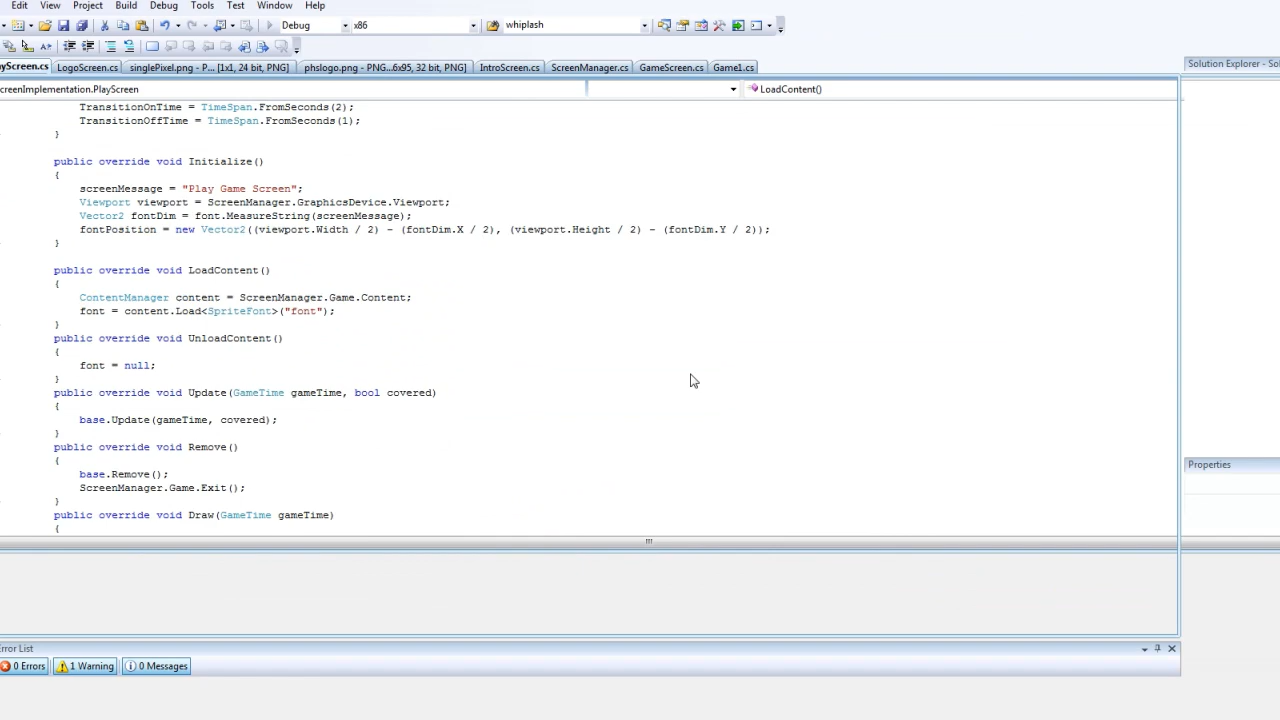 Edit View Project Build Debug Data Tools Test Window Help
Debug x86 whiplash
ayScreen.cs LogoScreen.cs singlePixel.png - P... [1x1, 24 bit, PNG] phslogo.png - PNG...6x95, 32 bit, PNG] IntroScreen.cs ScreenManager.cs GameScreen.cs Game1.cs
Solution Explorer - Sol
creenImplementation.PlayScreen LoadContent()
TransitionOnTime = TimeSpan.FromSeconds(2);
TransitionOffTime = TimeSpan.FromSeconds(1);
}
public override void Initialize()
{
screenMessage = "Play Game Screen";
Viewport viewport = ScreenManager.GraphicsDevice.Viewport;
Vector2 fontDim = font.MeasureString(screenMessage);
fontPosition = new Vector2((viewport.Width / 2) - (fontDim.X / 2), (viewport.Height / 2) - (fontDim.Y / 2));
}
public override void LoadContent()
{
ContentManager content = ScreenManager.Game.Content;
font = content.Load<SpriteFont>("font");
}
public override void UnloadContent()
{
font = null;
}
public override void Update(GameTime gameTime, bool covered)
{
base.Update(gameTime, covered);
}
public override void Remove()
{
base.Remove();
ScreenManager.Game.Exit();
}
public override void Draw(GameTime gameTime)
{
Properties
rror List
0 Errors 1 Warning 0 Messages